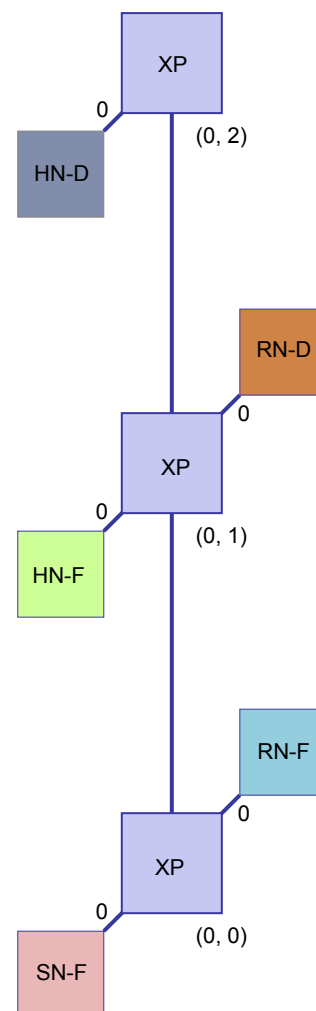 XP
0
(0, 2)
HN-D
RN-D
0
XP
0
(0, 1)
HN-F
RN-F
0
XP
0
(0, 0)
SN-F